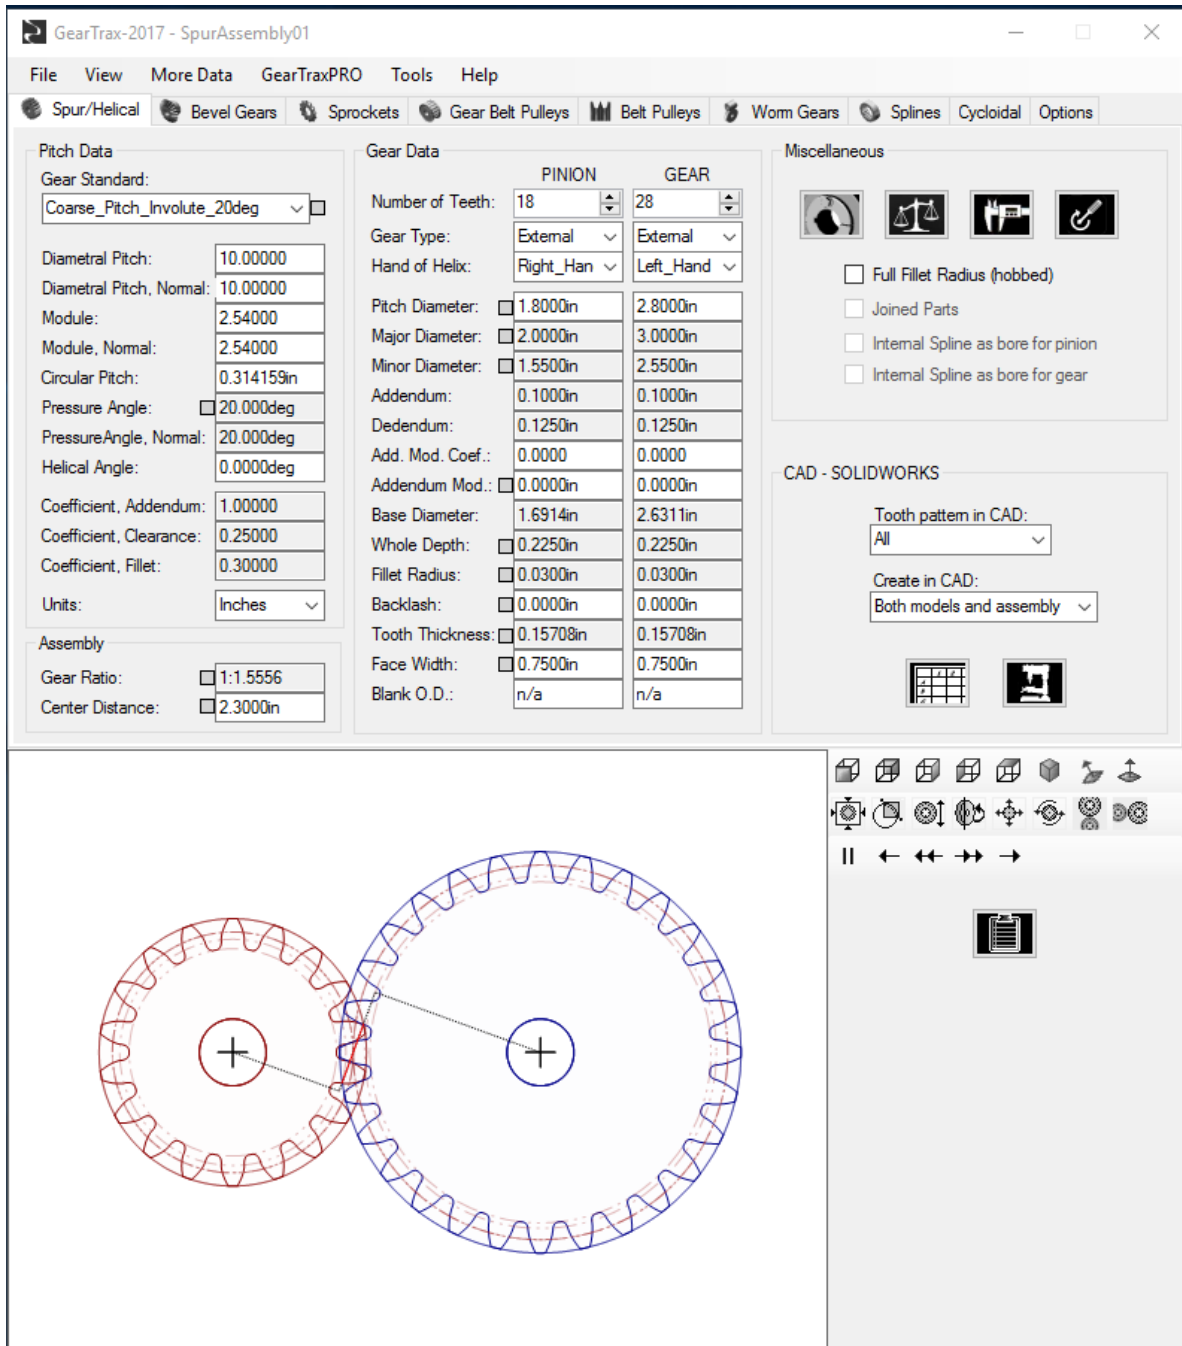 GearTrax-2017 - SpurAssembly01
File View More Data GearTraxPRO Tools Help
Spur/Helical Bevel Gears Sprockets Gear Belt Pulleys Belt Pulleys Worm Gears Splines Cycloidal Options
Pitch Data
Gear Standard:
Coarse_Pitch_Involute_20deg
Diametral Pitch: 10.00000
Diametral Pitch, Normal: 10.00000
Module: 2.54000
Module, Normal: 2.54000
Circular Pitch: 0.314159in
Pressure Angle: 20.000deg
PressureAngle, Normal: 20.000deg
Helical Angle: 0.0000deg
Coefficient, Addendum: 1.00000
Coefficient, Clearance: 0.25000
Coefficient, Fillet: 0.30000
Units: Inches
Assembly
Gear Ratio: 1:1.5556
Center Distance: 2.3000in
Gear Data
PINION GEAR
Number of Teeth: 18 28
Gear Type: External External
Hand of Helix: Right_Han Left_Hand
Pitch Diameter: 1.8000in 2.8000in
Major Diameter: 2.0000in 3.0000in
Minor Diameter: 1.5500in 2.5500in
Addendum: 0.1000in 0.1000in
Dedendum: 0.1250in 0.1250in
Add. Mod. Coef.: 0.0000 0.0000
Addendum Mod.: 0.0000in 0.0000in
Base Diameter: 1.6914in 2.6311in
Whole Depth: 0.2250in 0.2250in
Fillet Radius: 0.0300in 0.0300in
Backlash: 0.0000in 0.0000in
Tooth Thickness: 0.15708in 0.15708in
Face Width: 0.7500in 0.7500in
Blank O.D.: n/a n/a
Miscellaneous
Full Fillet Radius (hobbed)
Joined Parts
Internal Spline as bore for pinion
Internal Spline as bore for gear
CAD - SOLIDWORKS
Tooth pattern in CAD:
All
Create in CAD:
Both models and assembly